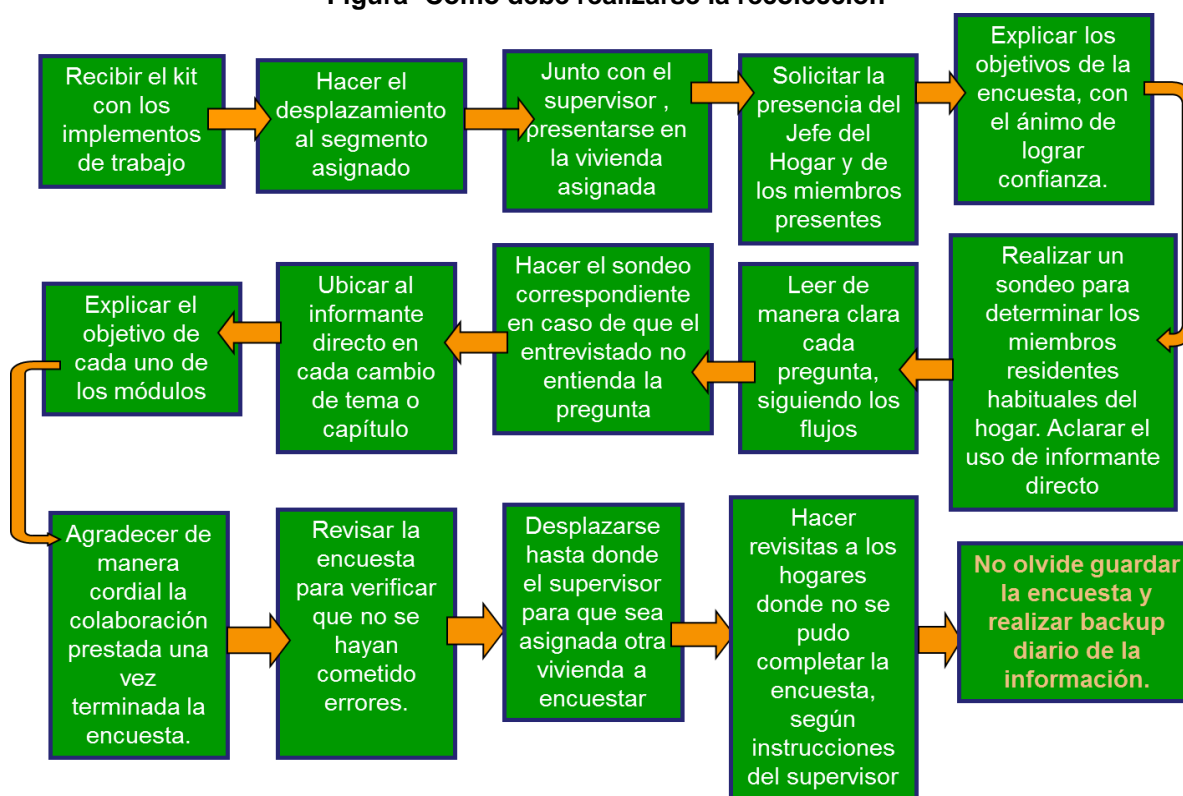 Figura Cómo debe realizarse la recolección
Recibir el kit
con los
implementos
de trabajo
Hacer el
desplazamiento
al segmento
asignado
Junto con el
supervisor ,
presentarse en
la vivienda
asignada
Solicitar la
presencia del
Jefe del
Hogar y de
los miembros
presentes
Explicar los
objetivos de la
encuesta, con
el ánimo de
lograr
confianza.
Realizar un
sondeo para
determinar los
miembros
residentes
habituales del
hogar. Aclarar el
uso de informante
directo
Leer de
manera clara
cada
pregunta,
siguiendo los
flujos
Hacer el sondeo
correspondiente
en caso de que el
entrevistado no
entienda la
pregunta
Ubicar al
informante
directo en
cada cambio
de tema o
capítulo
Explicar el
objetivo de
cada uno de
los módulos
Agradecer de
manera
cordial la
colaboración
prestada una
vez
terminada la
encuesta.
Revisar la
encuesta
para verificar
que no se
hayan
cometido
errores.
Desplazarse
hasta donde
el supervisor
para que sea
asignada otra
vivienda a
encuestar
Hacer
revisitas a los
hogares
donde no se
pudo
completar la
encuesta,
según
instrucciones
del supervisor
No olvide guardar
la encuesta y
realizar backup
diario de la
información.